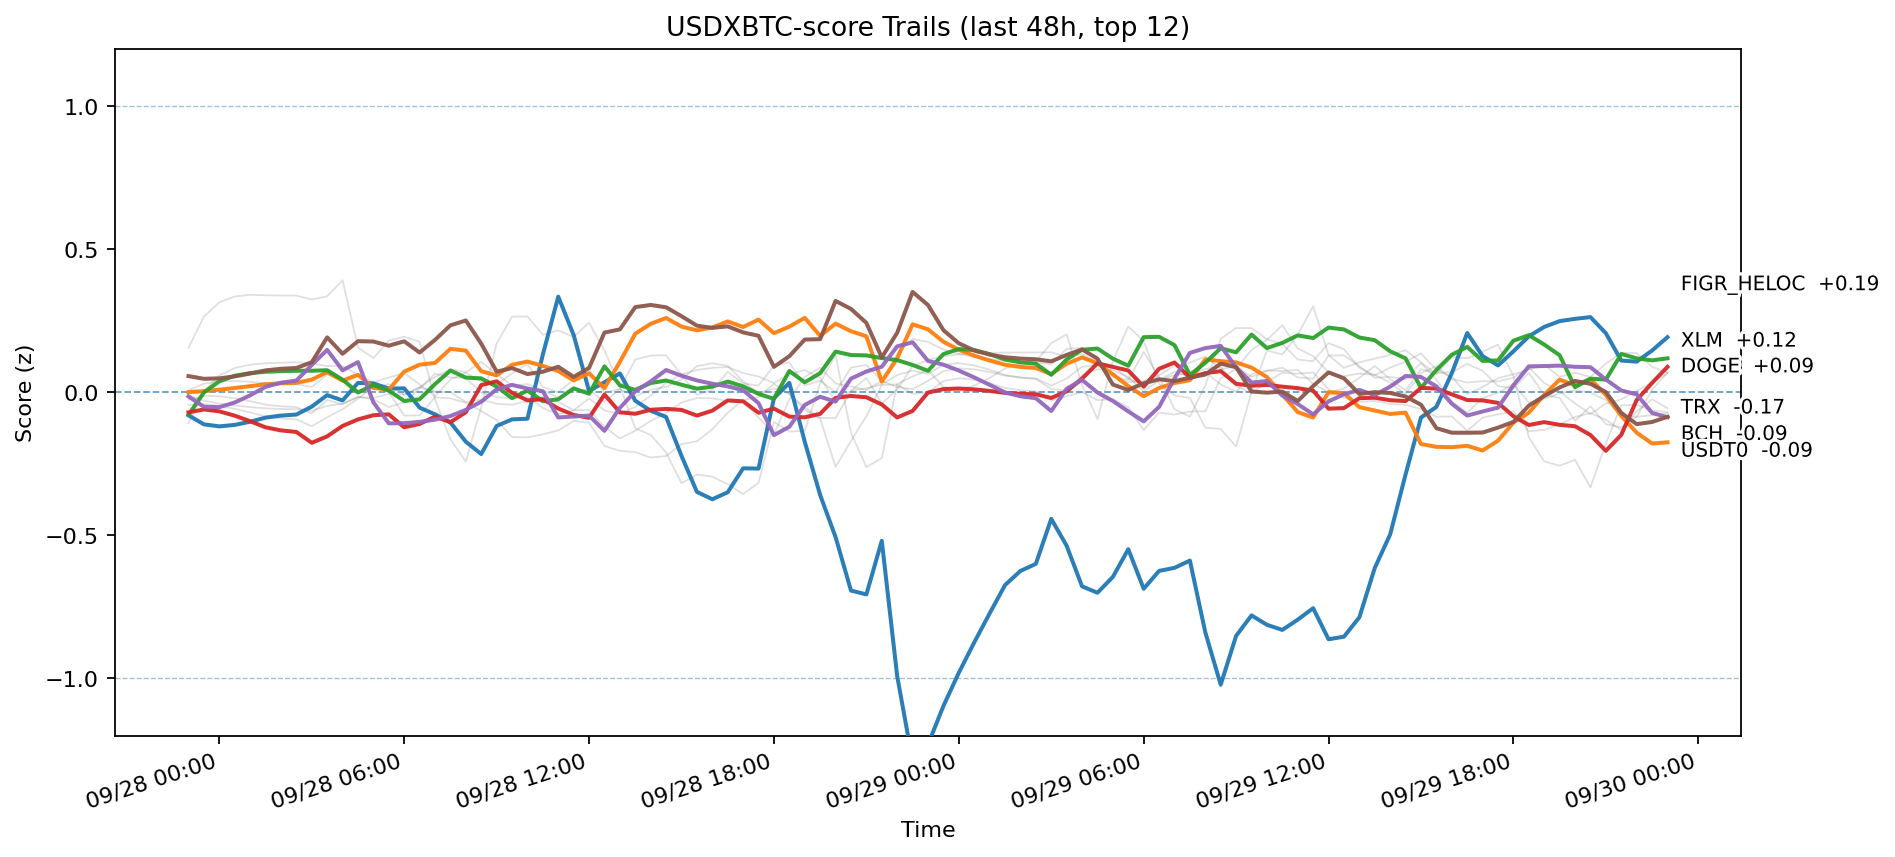 USDXBTC-score Trails (last 48h, top 12)
Score (z)
1.0
0.5
0.0
−0.5
−1.0
FIGR_HELOC +0.19
XLM +0.12
DOGE +0.09
TRX -0.17
BCH -0.09
USDT0 -0.09
09/28 00:00
09/28 06:00
09/28 12:00
09/28 18:00
09/29 00:00
09/29 06:00
09/29 12:00
09/29 18:00
09/30 00:00
Time